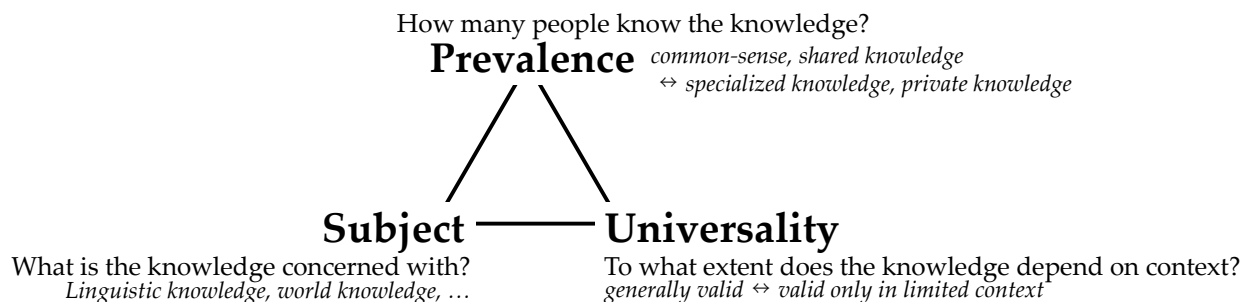 How many people know the knowledge?
Prevalence common-sense, shared knowledge
↔ specialized knowledge, private knowledge
Subject Universality
What is the knowledge concerned with? To what extent does the knowledge depend on context?
Linguistic knowledge, world knowledge, … generally valid ↔ valid only in limited context